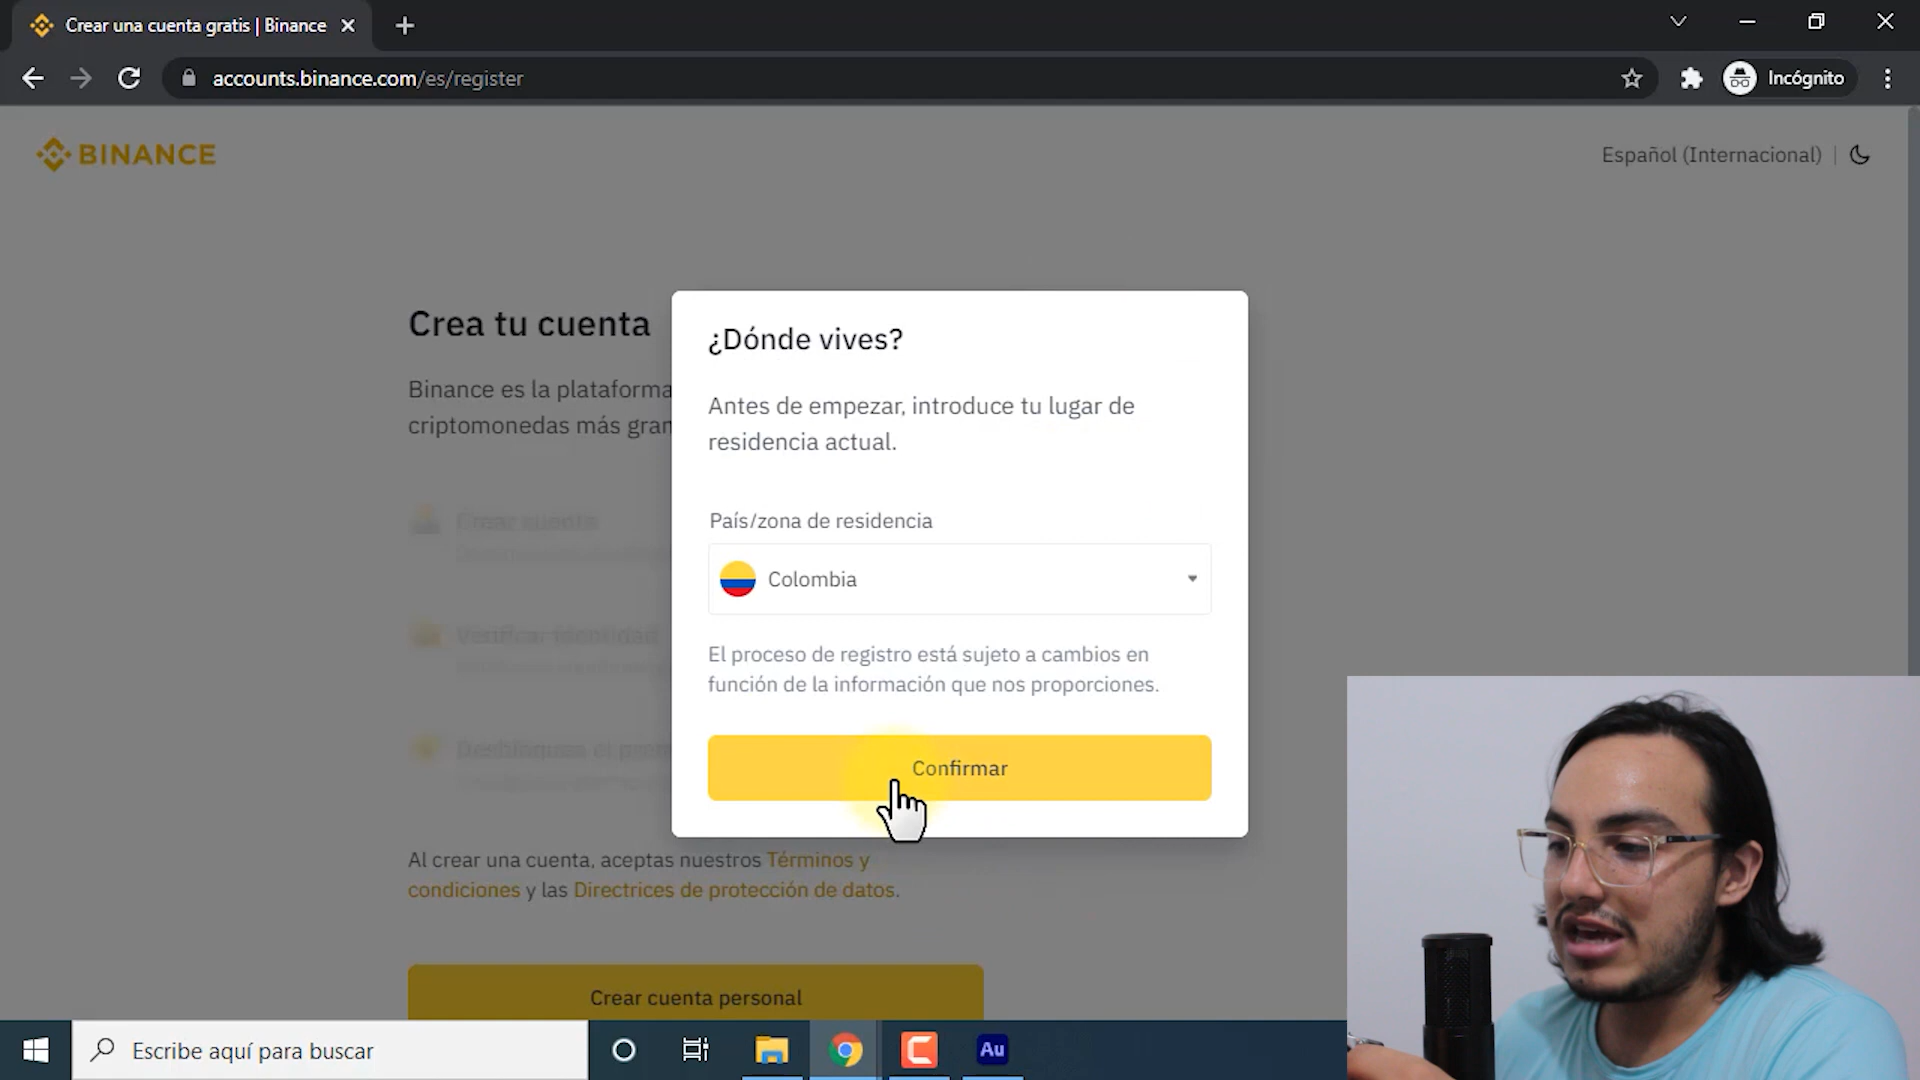 Crear una cuenta gratis | Binance
accounts.binance.com/es/register
Incógnito
BINANCE
Español (Internacional)
Crea tu cuenta
Binance es la plataforma
criptomonedas más gran
Crear cuenta
Verificar identidad
¿Dónde vives?
Antes de empezar, introduce tu lugar de
residencia actual.
País/zona de residencia
Colombia
El proceso de registro está sujeto a cambios en
función de la información que nos proporciones.
Confirmar
Al crear una cuenta, aceptas nuestros Términos y
condiciones y las Directrices de protección de datos.
Crear cuenta personal
Escribe aquí para buscar
Au